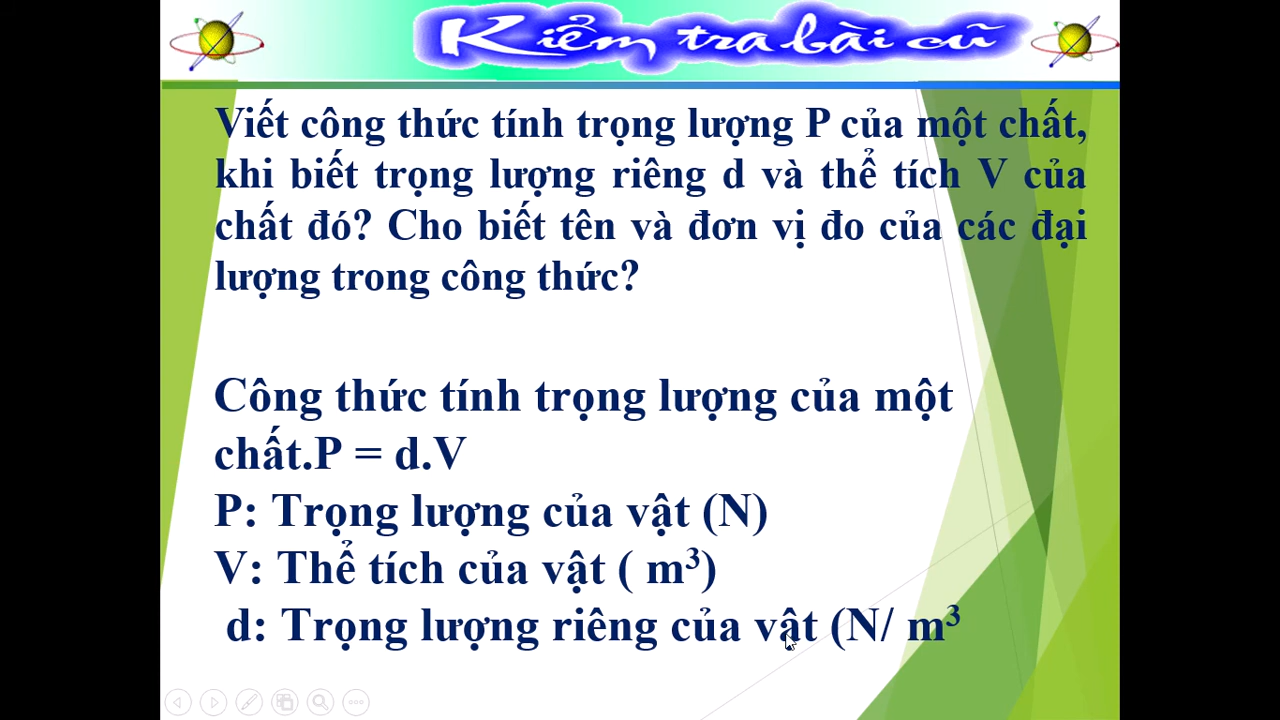 Kiểm tra bài cũ
Viết công thức tính trọng lượng P của một chất,
khi biết trọng lượng riêng d và thể tích V của
chất đó? Cho biết tên và đơn vị đo của các đại
lượng trong công thức?
Công thức tính trọng lượng của một
chất.P = d.V
P: Trọng lượng của vật (N)
V: Thể tích của vật ( m³)
d: Trọng lượng riêng của vật (N/ m³